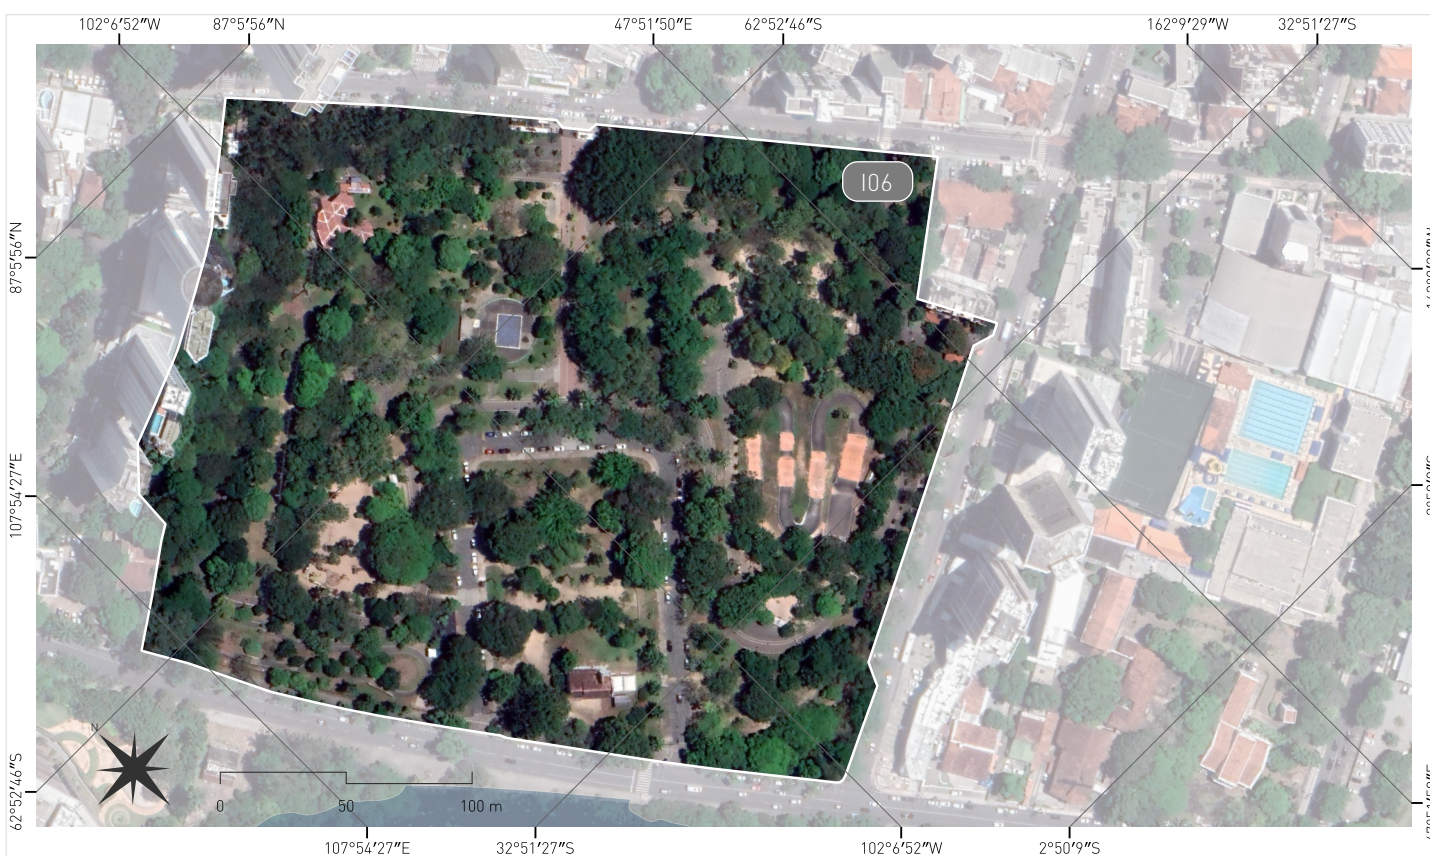 102°6′52″W 87°5′56″N 47°51′50″E 62°52′46″S 162°9′29″W 32°51′27″S
I06
87°5′56″N
107°54′27″E
62°52′46″S
N
0 50 100 m
107°54′27″E 32°51′27″S 102°6′52″W 2°50′9″S